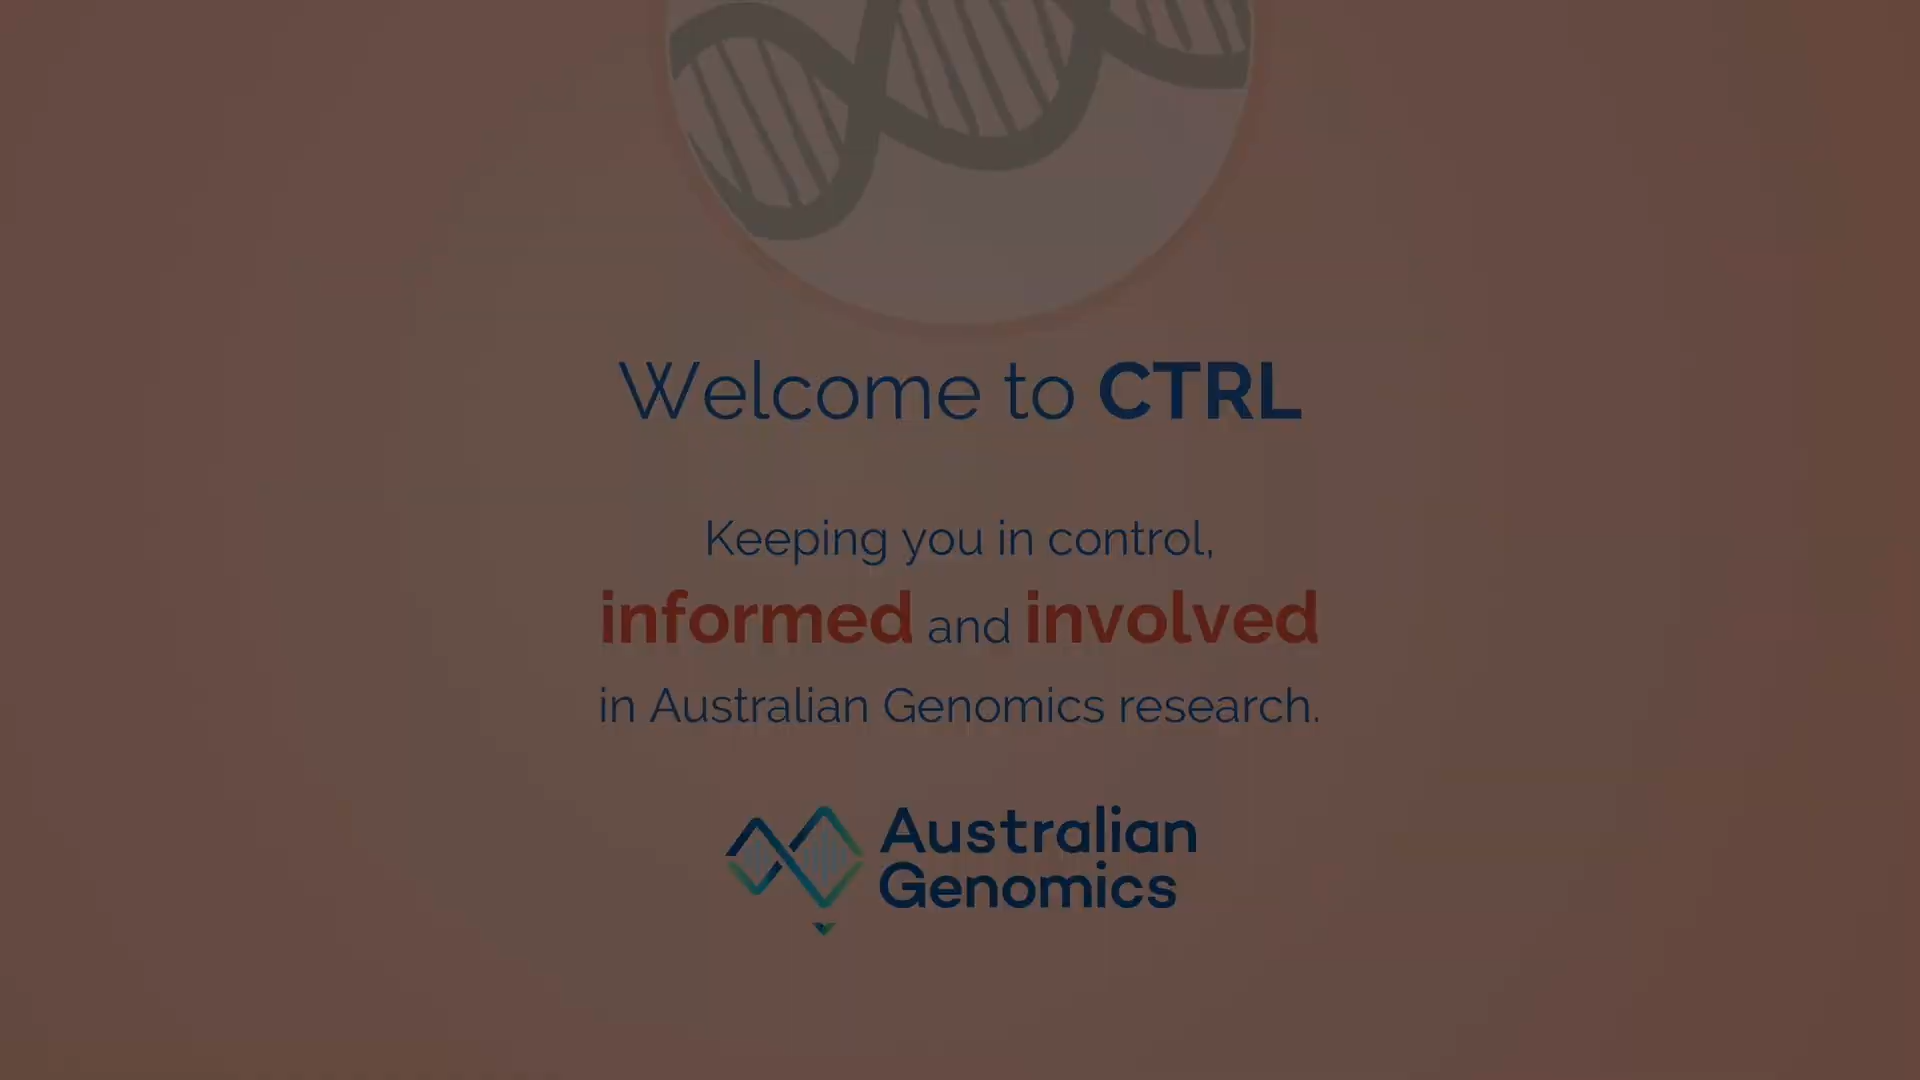 Welcome to CTRL
Keeping you in control,
informed and involved
in Australian Genomics research.
Australian
Genomics